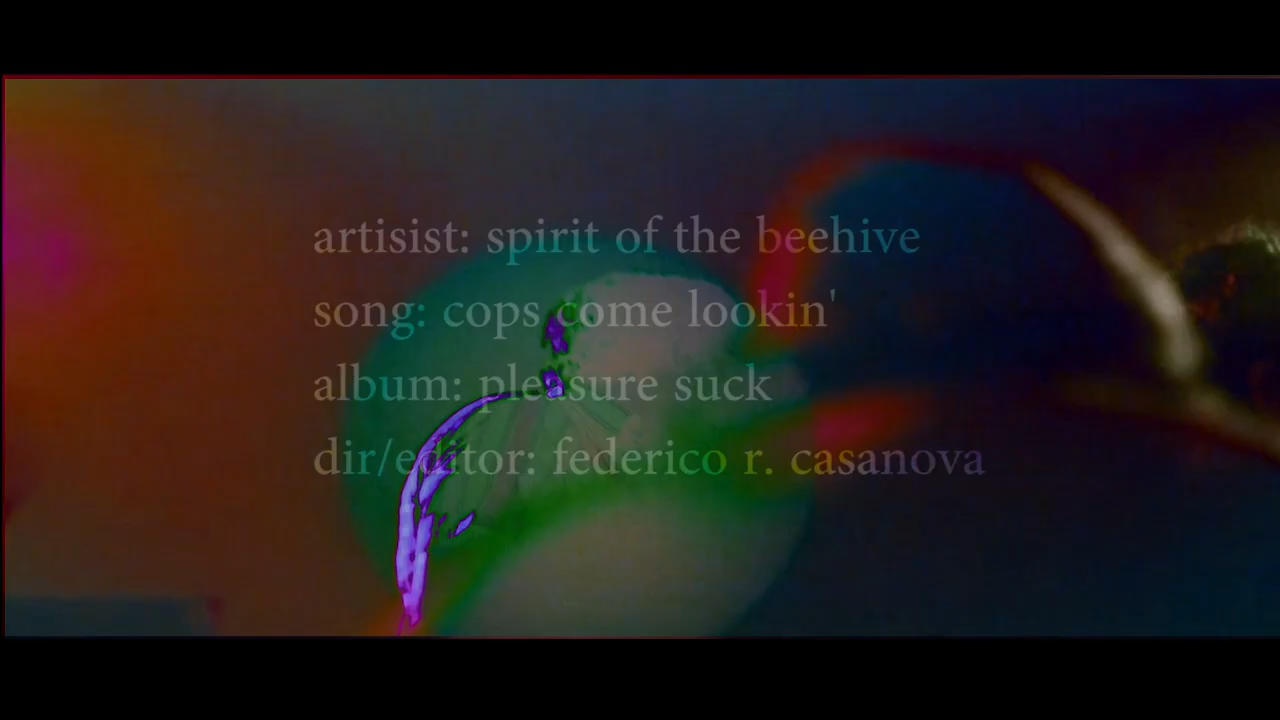 artisist: spirit of the beehive
song: cops come lookin'
album: pleasure suck
dir/editor: federico r. casanova